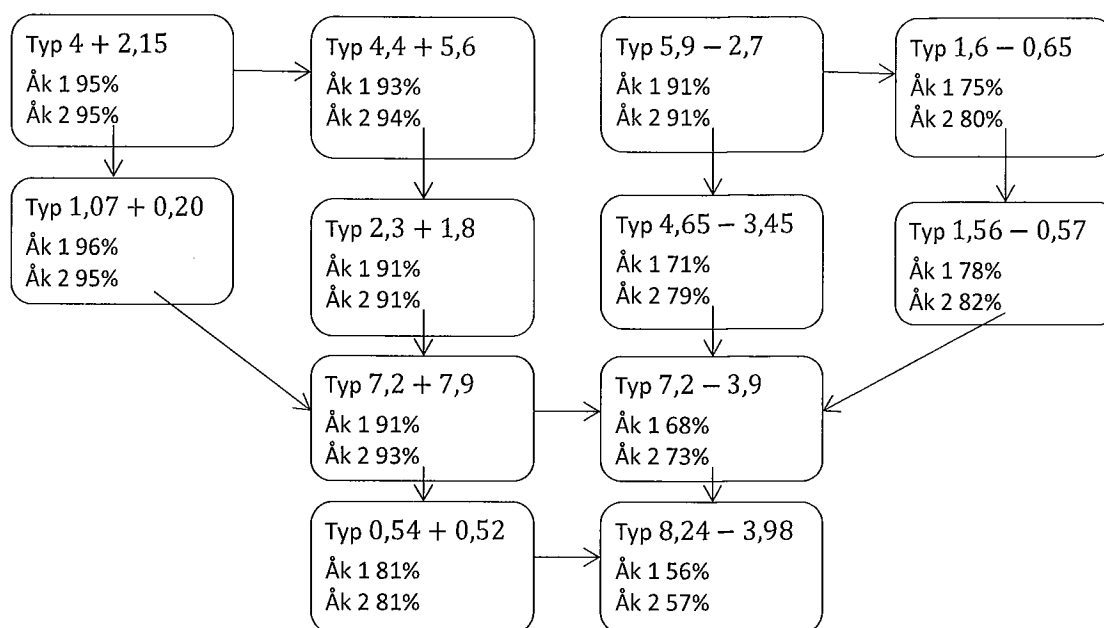 Typ 4 + 2,15
Åk 1 95%
Åk 2 95%
Typ 4,4 + 5,6
Åk 1 93%
Åk 2 94%
Typ 5,9 − 2,7
Åk 1 91%
Åk 2 91%
Typ 1,6 − 0,65
Åk 1 75%
Åk 2 80%
Typ 1,07 + 0,20
Åk 1 96%
Åk 2 95%
Typ 2,3 + 1,8
Åk 1 91%
Åk 2 91%
Typ 4,65 − 3,45
Åk 1 71%
Åk 2 79%
Typ 1,56 − 0,57
Åk 1 78%
Åk 2 82%
Typ 7,2 + 7,9
Åk 1 91%
Åk 2 93%
Typ 7,2 − 3,9
Åk 1 68%
Åk 2 73%
Typ 0,54 + 0,52
Åk 1 81%
Åk 2 81%
Typ 8,24 − 3,98
Åk 1 56%
Åk 2 57%